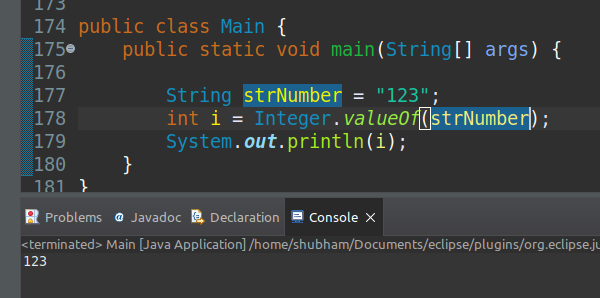 173
174 public class Main {
175 public static void main(String[] args) {
176
177 String strNumber = "123";
178 int i = Integer.valueOf(strNumber);
179 System.out.println(i);
180 }
181 }
Problems @ Javadoc Declaration Console
<terminated> Main [Java Application] /home/shubham/Documents/eclipse/plugins/org.eclipse.ju
123